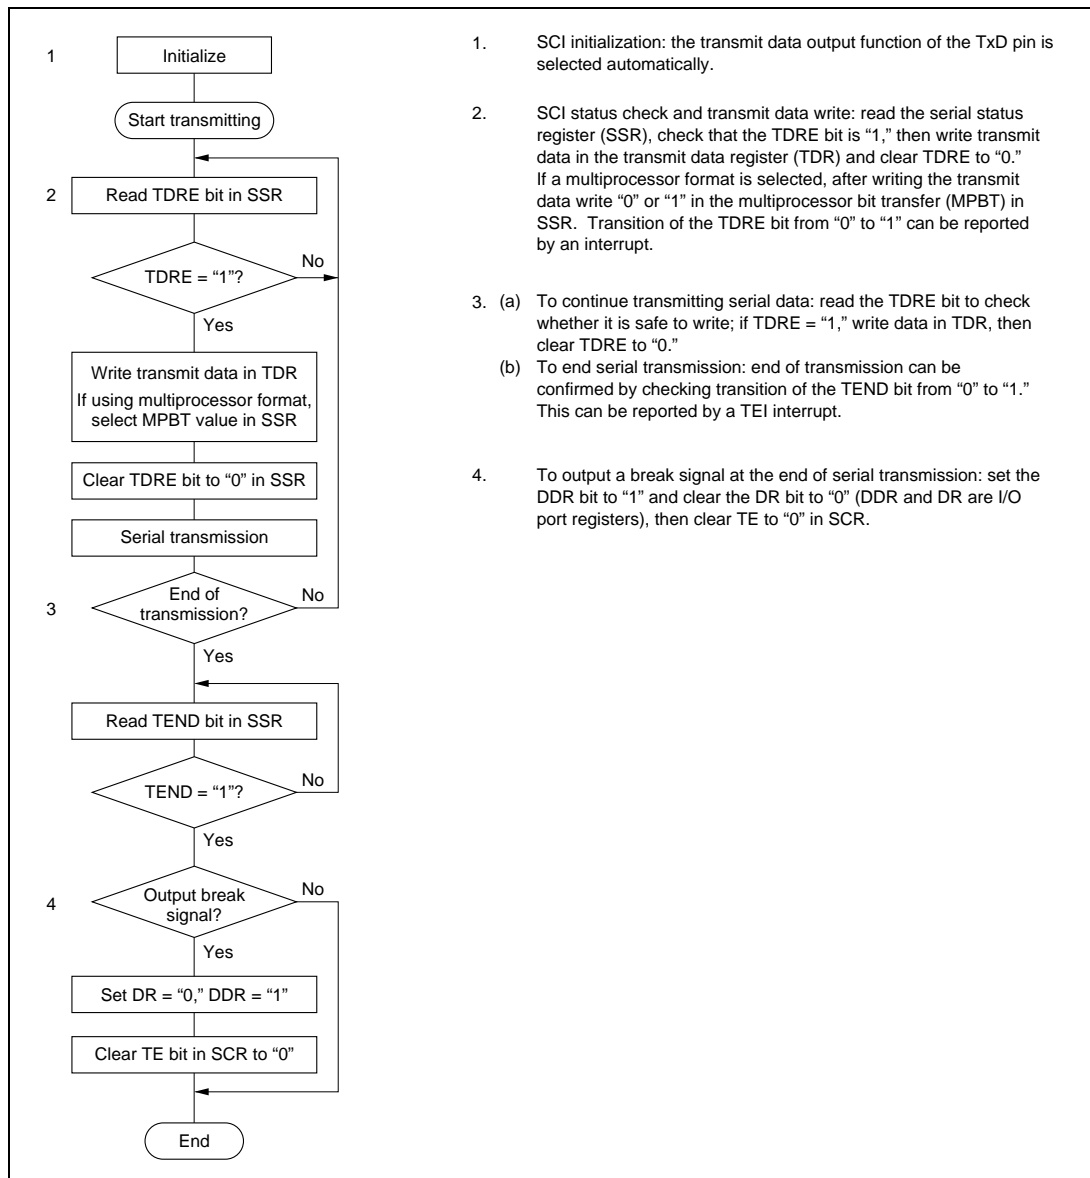 1
Initialize
Start transmitting
2
Read TDRE bit in SSR
TDRE = “1”?
No
Yes
Write transmit data in TDR
If using multiprocessor format,
select MPBT value in SSR
Clear TDRE bit to “0” in SSR
Serial transmission
3
End of
transmission?
No
Yes
Read TEND bit in SSR
TEND = “1”?
No
Yes
4
Output break
signal?
No
Yes
Set DR = “0,” DDR = “1”
Clear TE bit in SCR to “0”
End
1. SCI initialization: the transmit data output function of the TxD pin is
selected automatically.
2. SCI status check and transmit data write: read the serial status
register (SSR), check that the TDRE bit is “1,” then write transmit
data in the transmit data register (TDR) and clear TDRE to “0.”
If a multiprocessor format is selected, after writing the transmit
data write “0” or “1” in the multiprocessor bit transfer (MPBT) in
SSR. Transition of the TDRE bit from “0” to “1” can be reported
by an interrupt.
3. (a) To continue transmitting serial data: read the TDRE bit to check
whether it is safe to write; if TDRE = “1,” write data in TDR, then
clear TDRE to “0.”
(b) To end serial transmission: end of transmission can be
confirmed by checking transition of the TEND bit from “0” to “1.”
This can be reported by a TEI interrupt.
4. To output a break signal at the end of serial transmission: set the
DDR bit to “1” and clear the DR bit to “0” (DDR and DR are I/O
port registers), then clear TE to “0” in SCR.